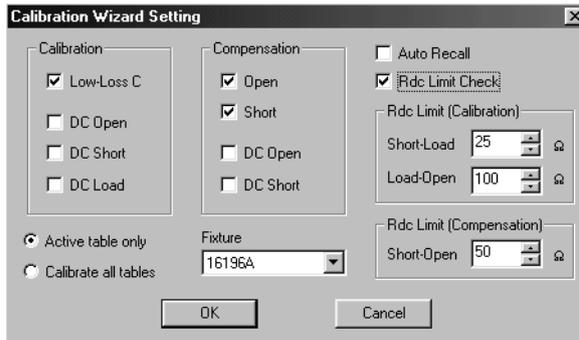 Calibration Wizard Setting
Calibration
Low-Loss C
DC Open
DC Short
DC Load
Compensation
Open
Short
DC Open
DC Short
Auto Recall
Rdc Limit Check
Rdc Limit (Calibration)
Short-Load 25 Ω
Load-Open 100 Ω
Rdc Limit (Compensation)
Short-Open 50 Ω
Active table only
Calibrate all tables
Fixture
16196A
OK
Cancel